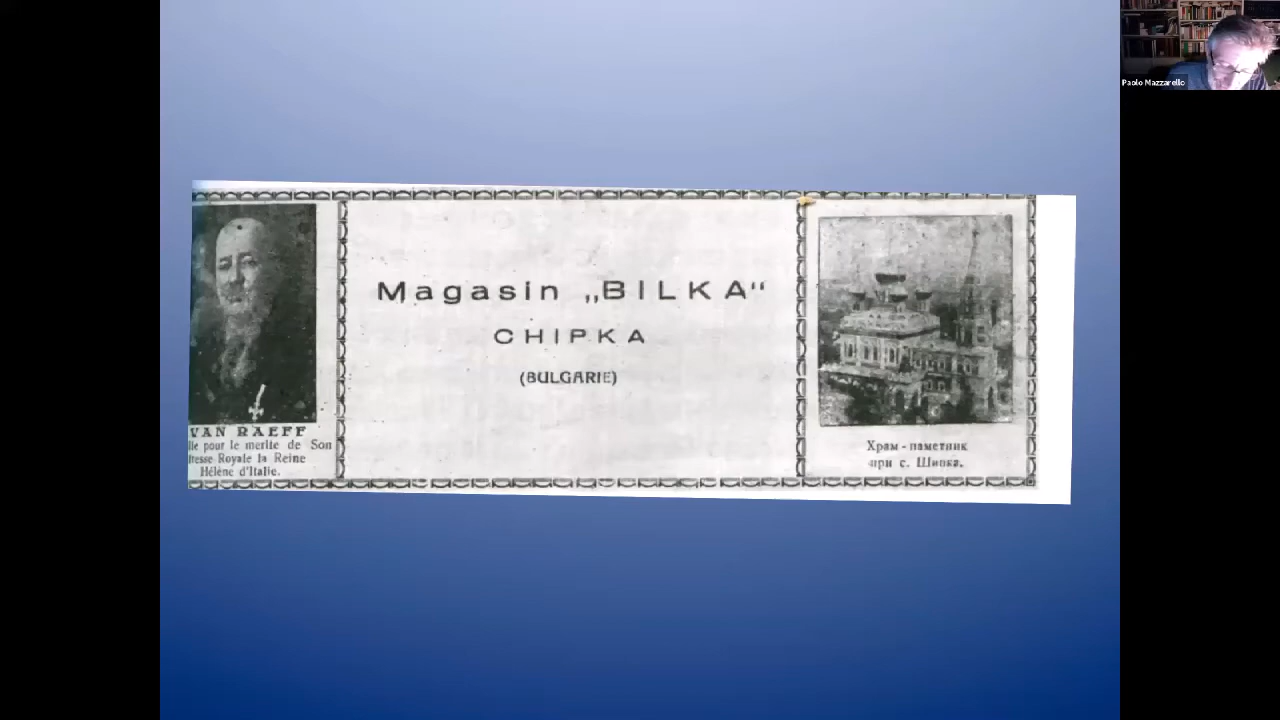 Paolo Mazzarello
VAN RAEFF
lle pour le merite de Son
ltesse Royale la Reine
Hélène d'Italie.
Magasin „BILKA“
CHIPKA
(BULGARIE)
Храм - паметник
при с. Шипка.